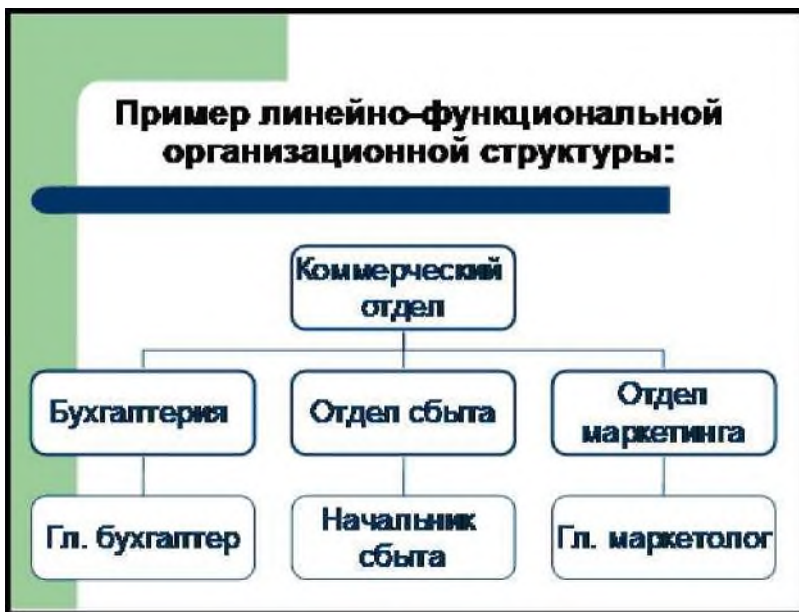 Пример линейно-функциональной
организационной структуры:
Коммерческий
отдел
Бухгалтерия
Отдел сбыта
Отдел
маркетинга
Гл. бухгалтер
Начальник
сбыта
Гл. маркетолог